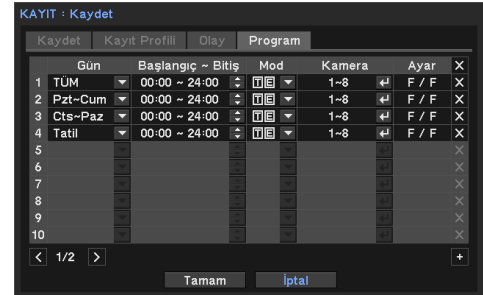 KAYIT : Kaydet
Kaydet Kayıt Profili Olay Program
Gün Başlangıç ~ Bitiş Mod Kamera Ayar X
1 TÜM 00:00 ~ 24:00 T E 1~8 F / F X
2 Pzt~Cum 00:00 ~ 24:00 T E 1~8 F / F X
3 Cts~Paz 00:00 ~ 24:00 T E 1~8 F / F X
4 Tatil 00:00 ~ 24:00 T E 1~8 F / F X
5 X
6 X
7 X
8 X
9 X
10 X
< 1/2 > +
Tamam İptal